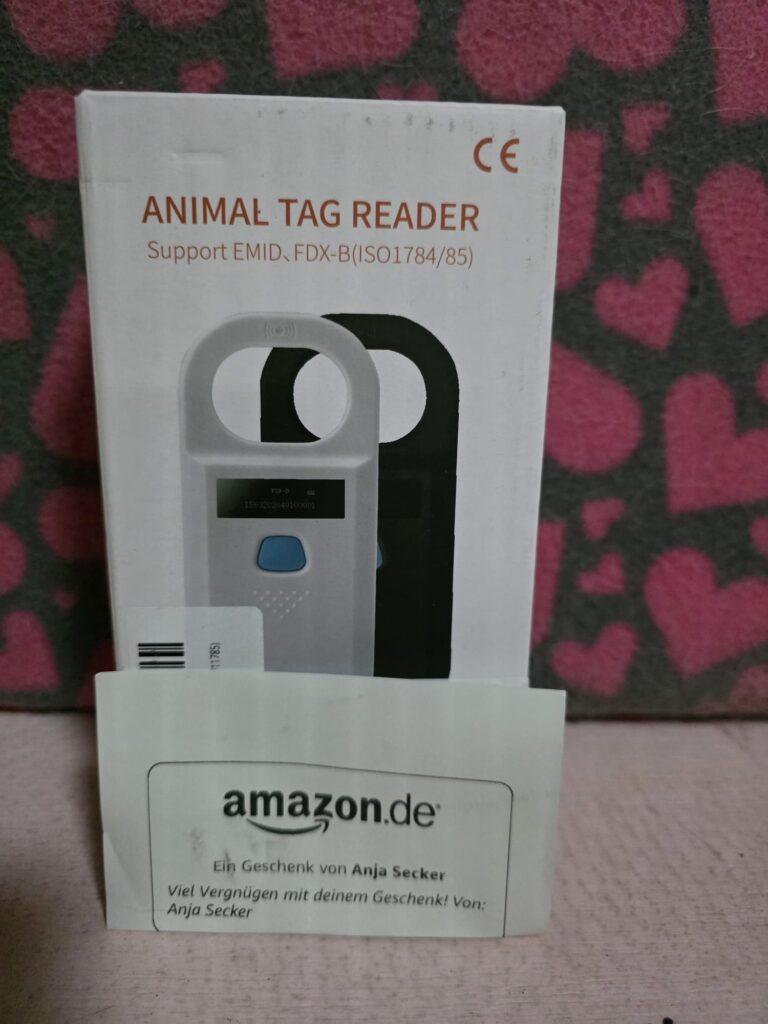 CE
ANIMAL TAG READER
Support EMID、FDX-B(ISO1784/85)
FDX-B
11785)
amazon.de
Ein Geschenk von Anja Secker
Viel Vergnügen mit deinem Geschenk! Von:
Anja Secker